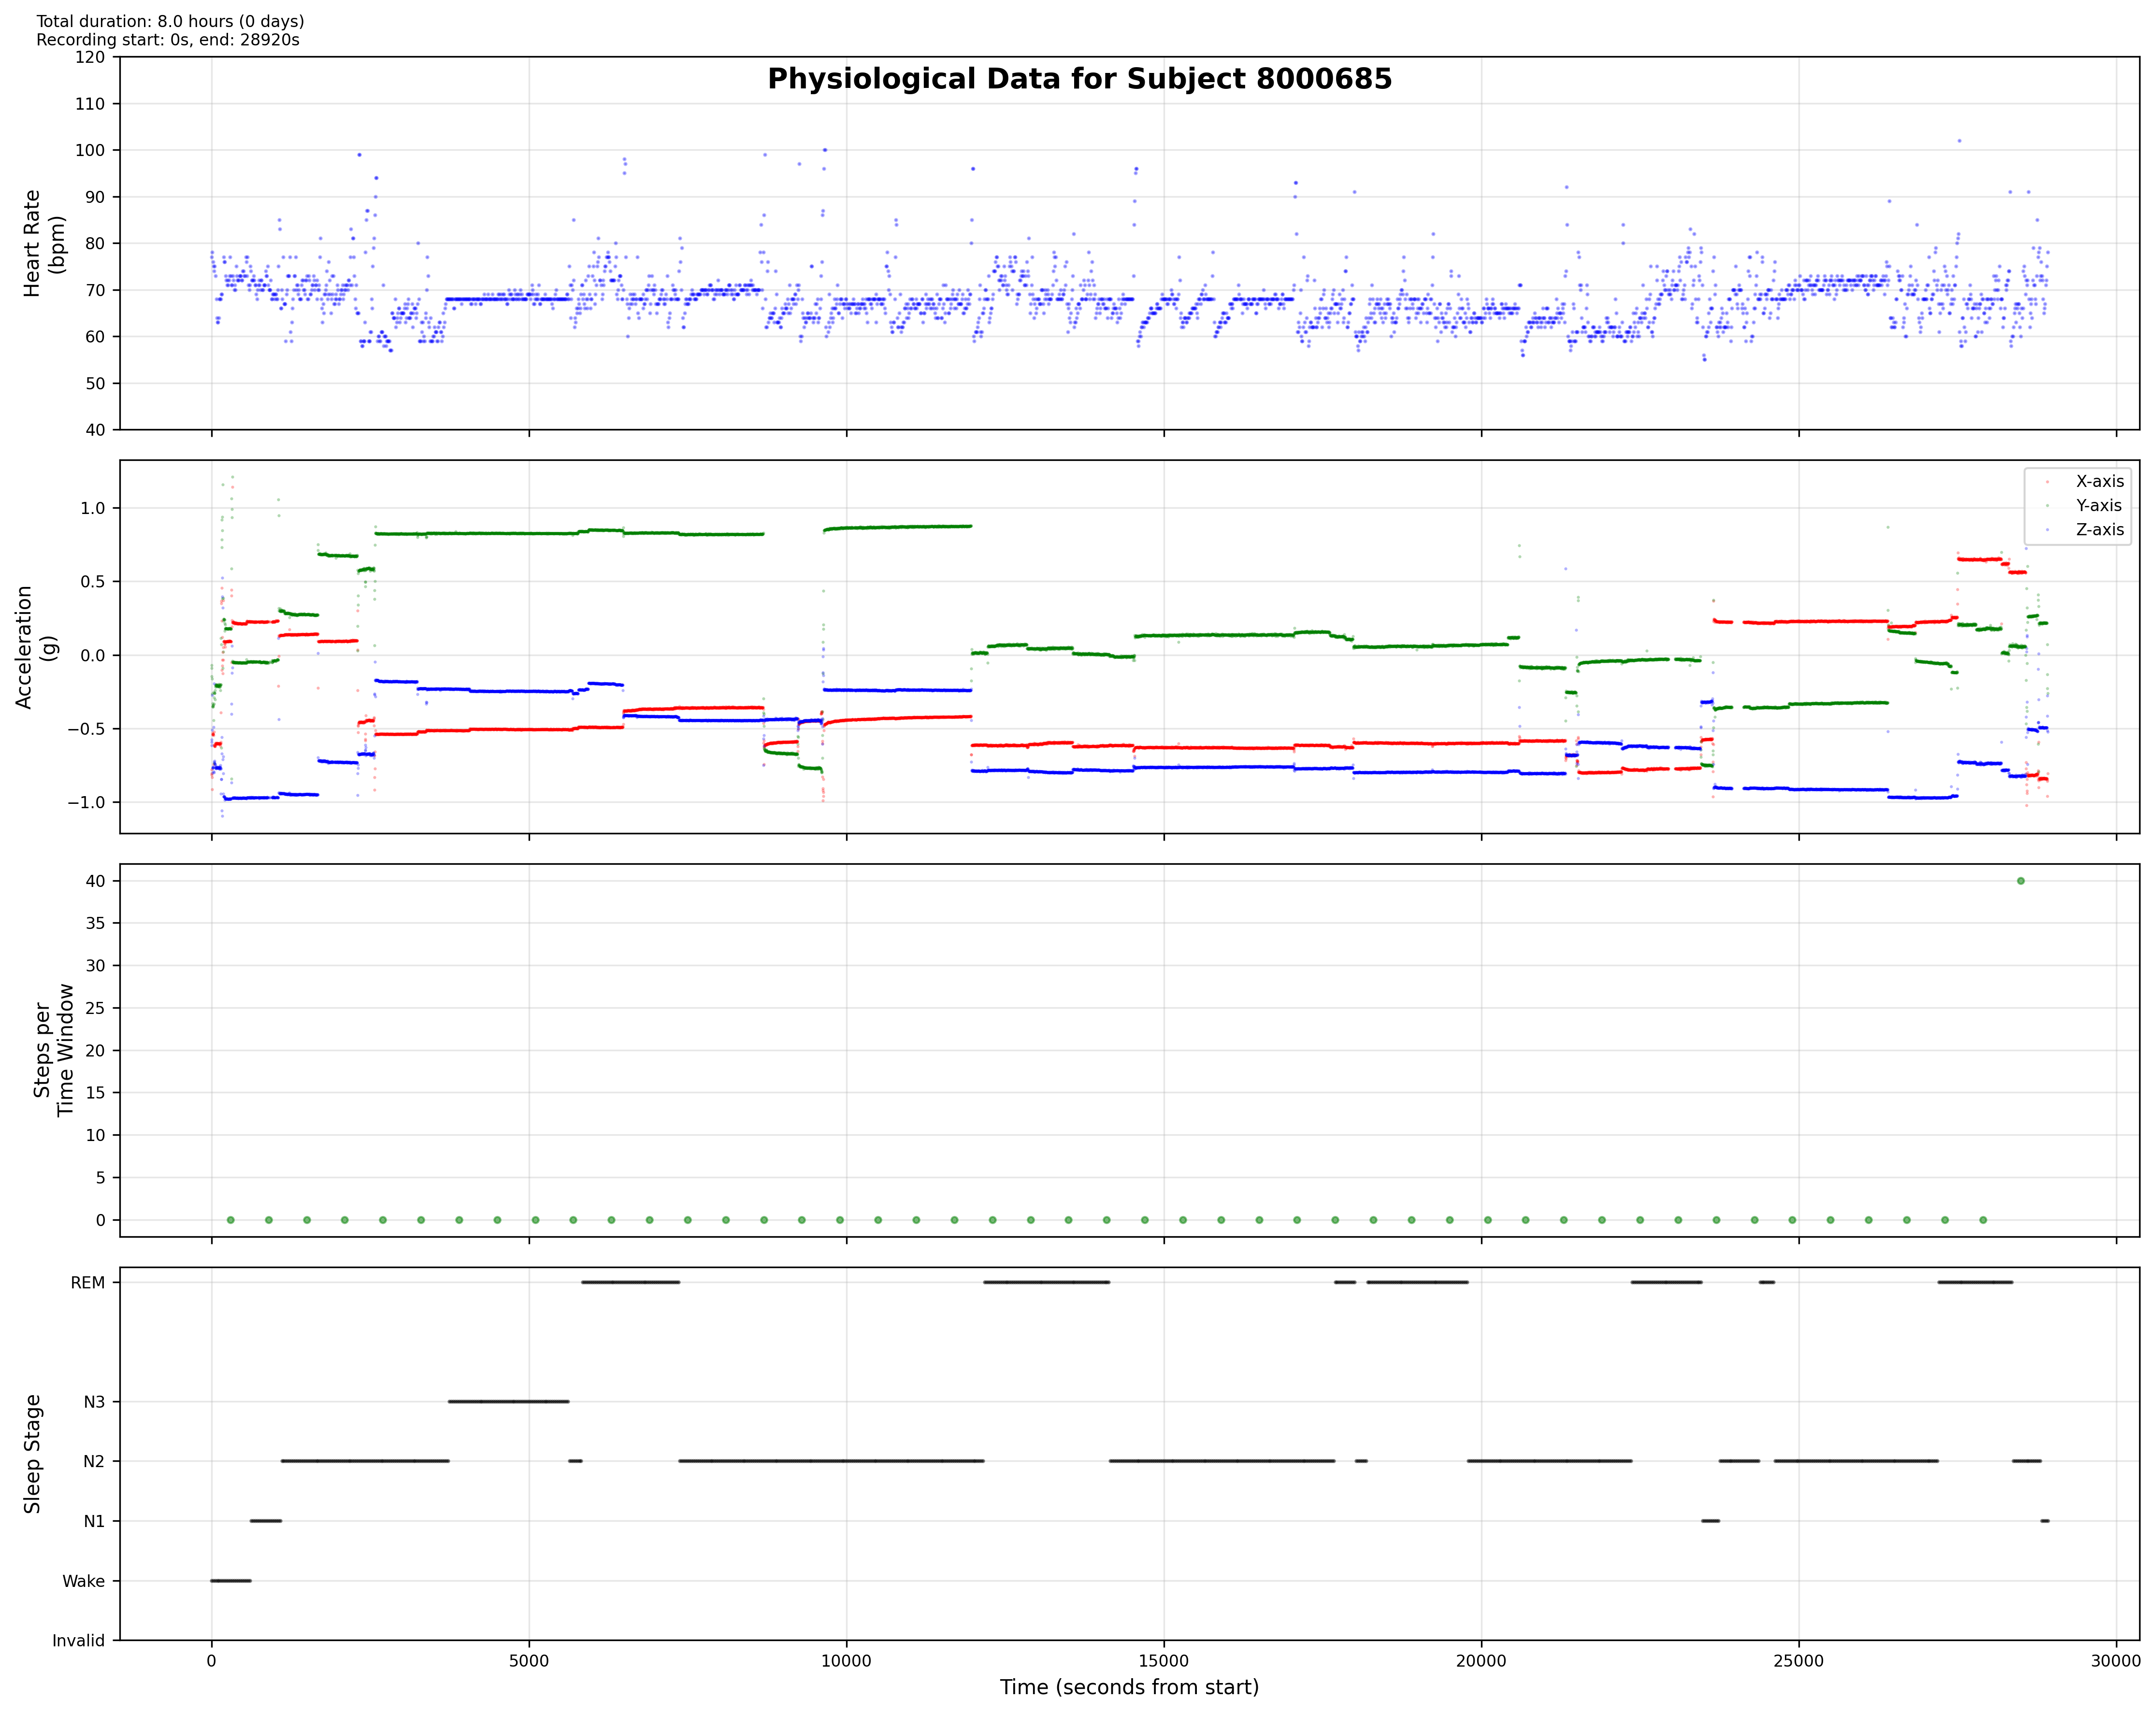 Total duration: 8.0 hours (0 days)
Recording start: 0s, end: 28920s
Physiological Data for Subject 8000685
120
110
100
90
80
70
60
50
40
Heart Rate
(bpm)
1.0
0.5
0.0
−0.5
−1.0
Acceleration
(g)
X-axis
Y-axis
Z-axis
40
35
30
25
20
15
10
5
0
Steps per
Time Window
REM
N3
N2
N1
Wake
Invalid
Sleep Stage
0
5000
10000
15000
20000
25000
30000
Time (seconds from start)